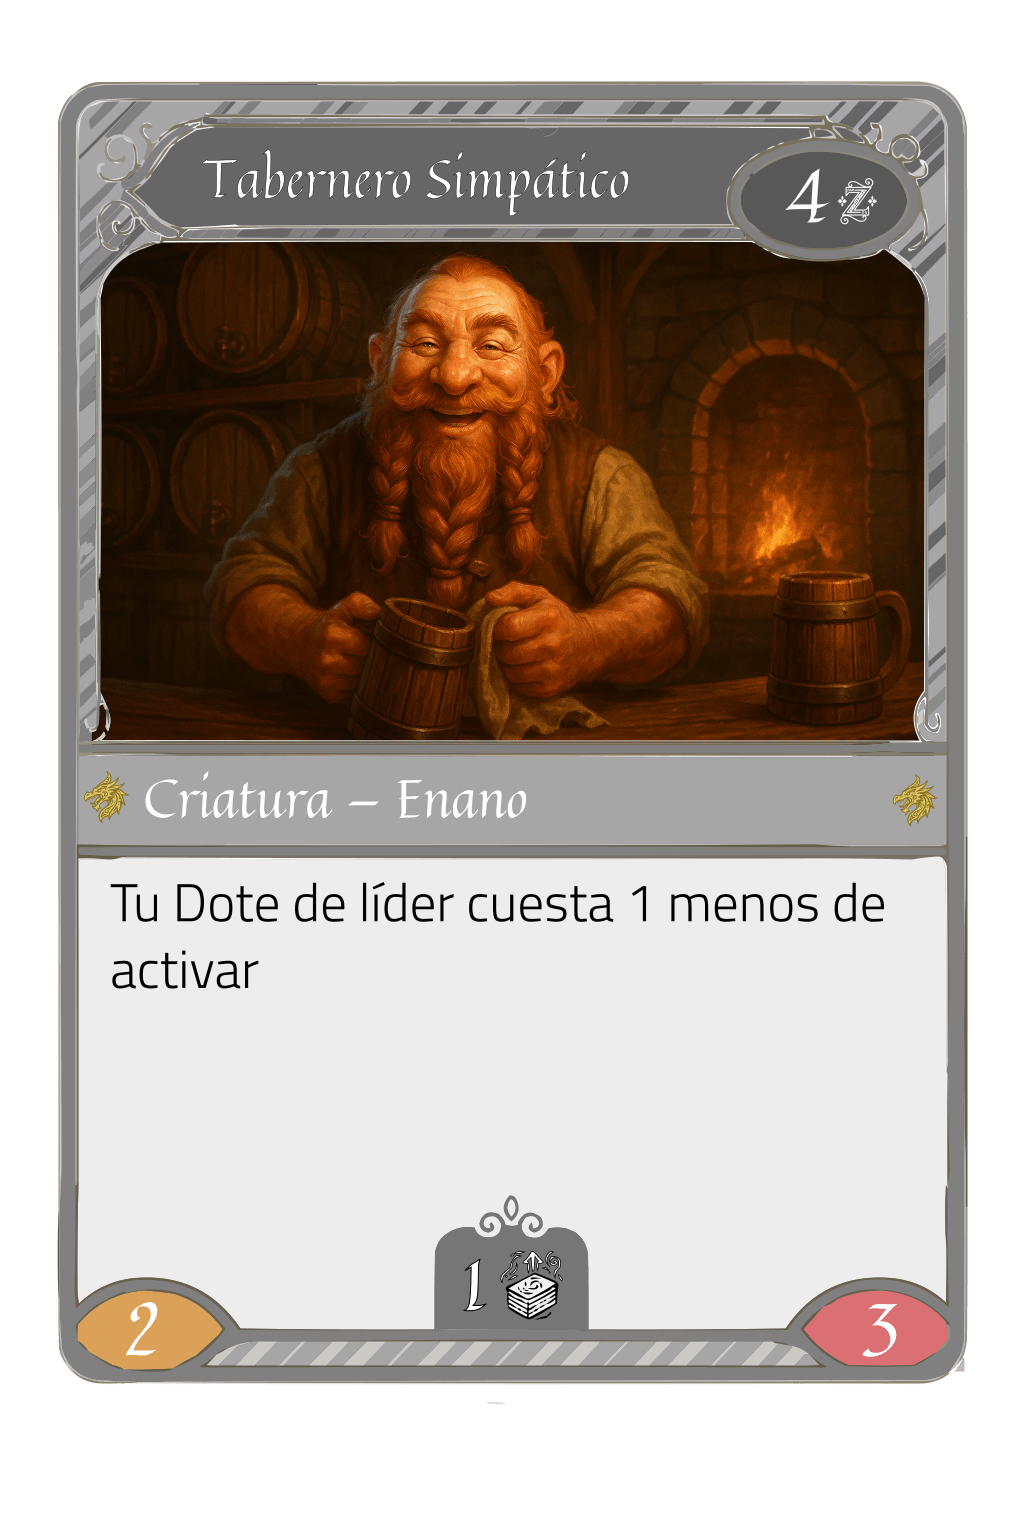 Tabernero Simpático
4 Z
Criatura – Enano
Tu Dote de líder cuesta 1 menos de
activar
1
2
3